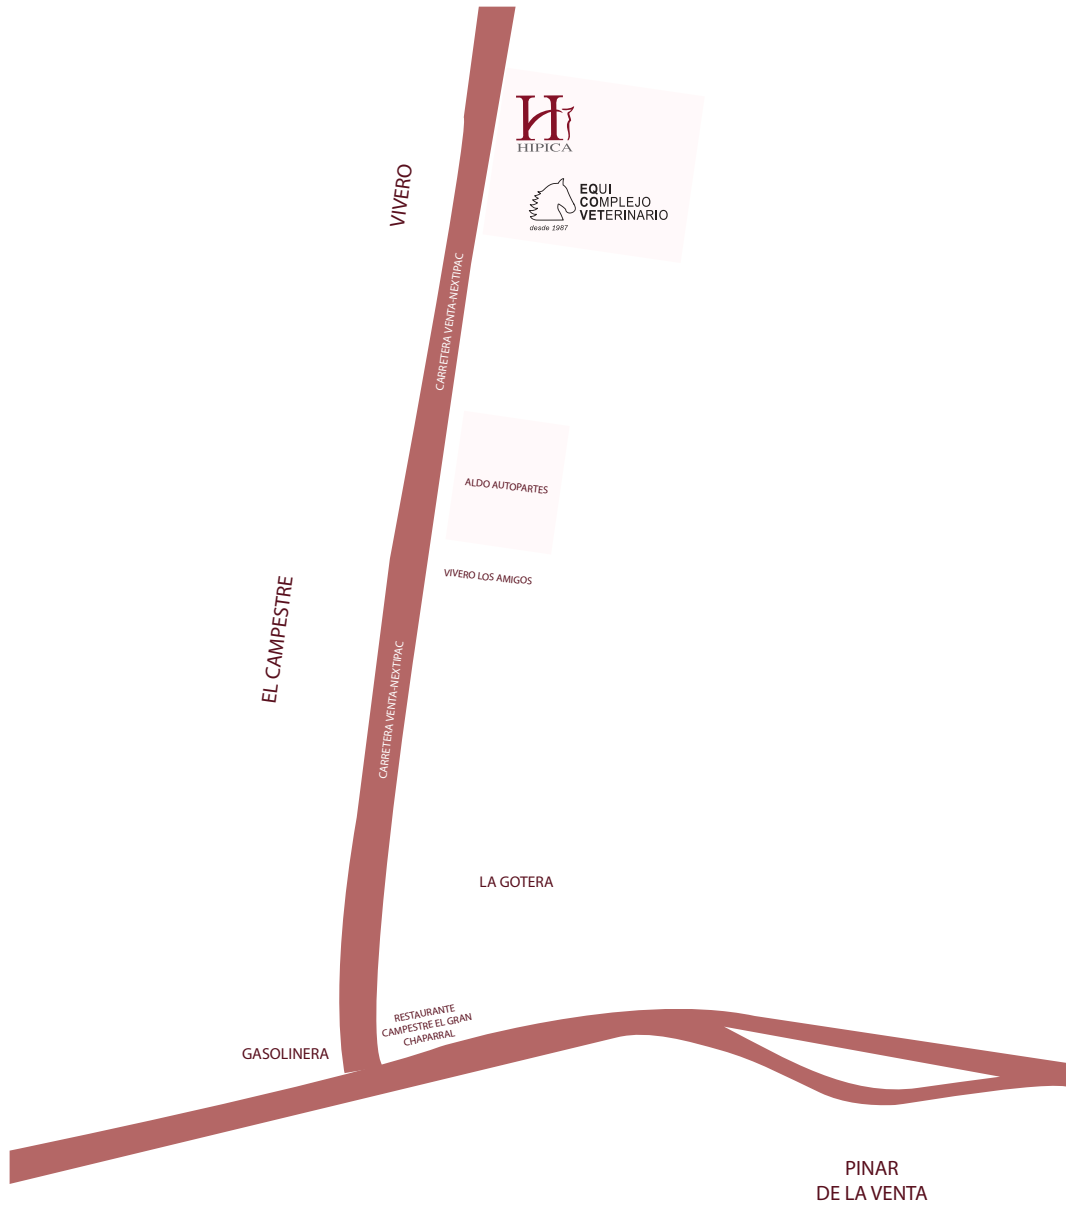 HIPICA
EQUI
COMPLEJO
VETERINARIO
desde 1987
VIVERO
CARRETERA VENTA-NEXTIPAC
ALDO AUTOPARTES
VIVERO LOS AMIGOS
EL CAMPESTRE
CARRETERA VENTA-NEXTIPAC
LA GOTERA
RESTAURANTE
CAMPESTRE EL GRAN
CHAPARRAL
GASOLINERA
PINAR
DE LA VENTA